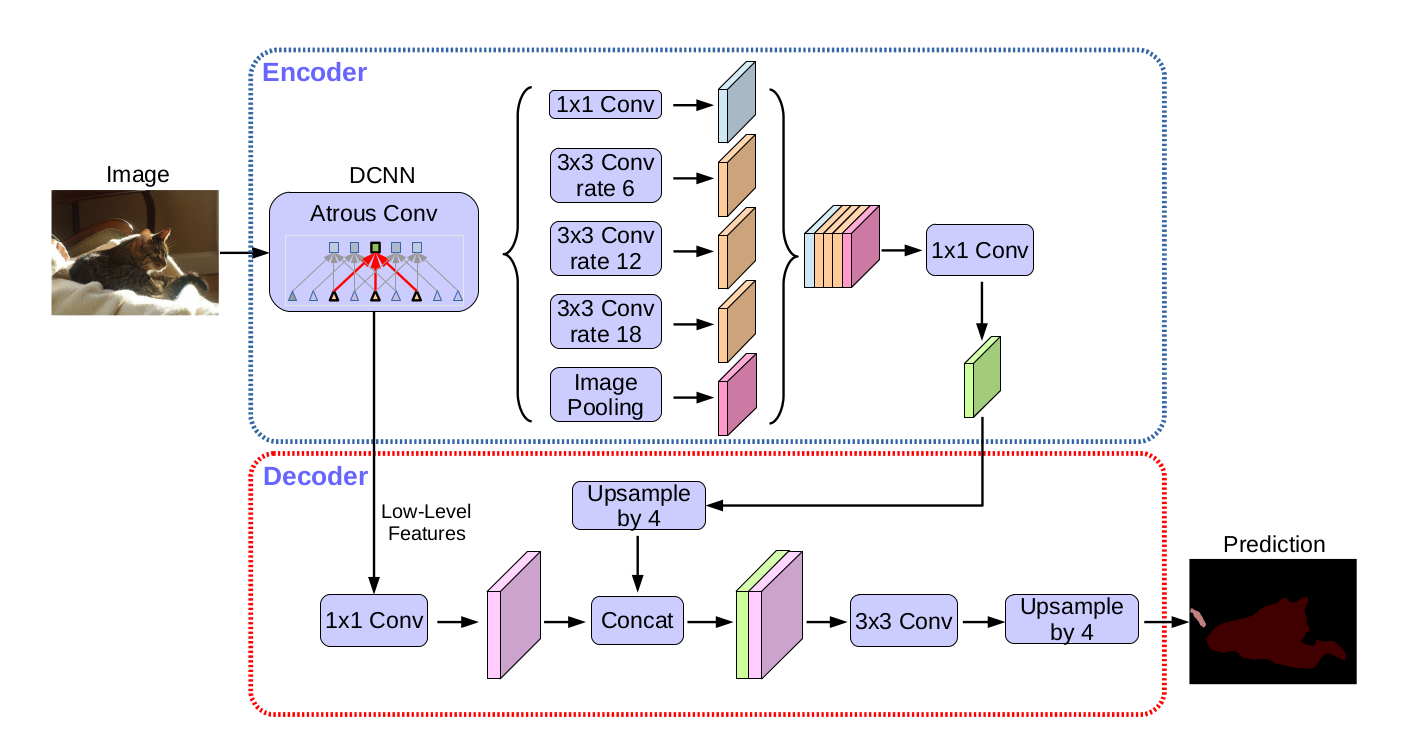 Encoder
Image
DCNN
Atrous Conv
1x1 Conv
3x3 Conv
rate 6
3x3 Conv
rate 12
3x3 Conv
rate 18
Image
Pooling
1x1 Conv
Decoder
Low-Level
Features
Upsample
by 4
1x1 Conv
Concat
3x3 Conv
Upsample
by 4
Prediction